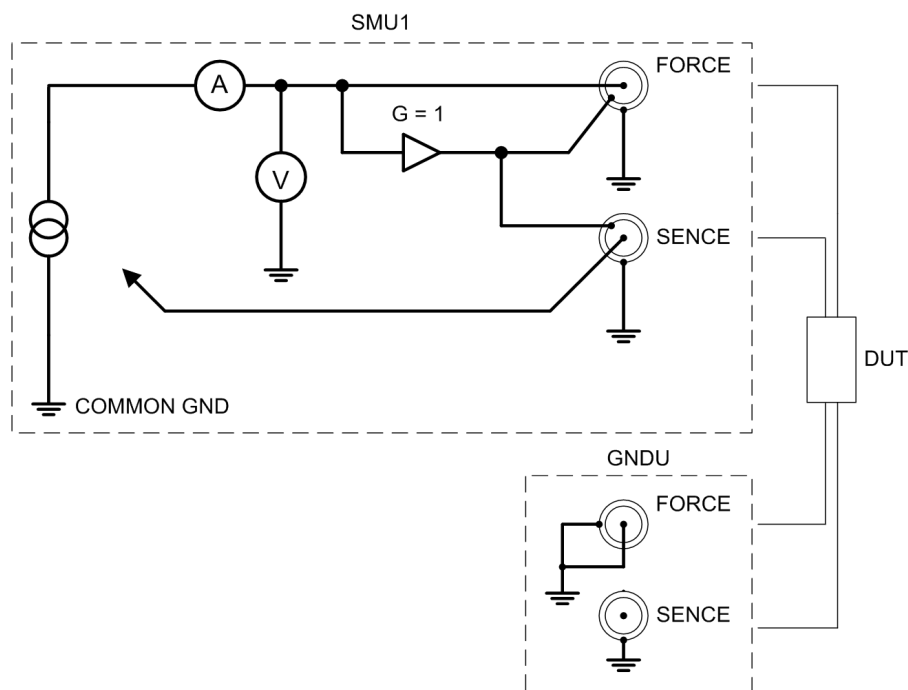 SMU1
FORCE
A
G = 1
V
SENCE
DUT
COMMON GND
GNDU
FORCE
SENCE